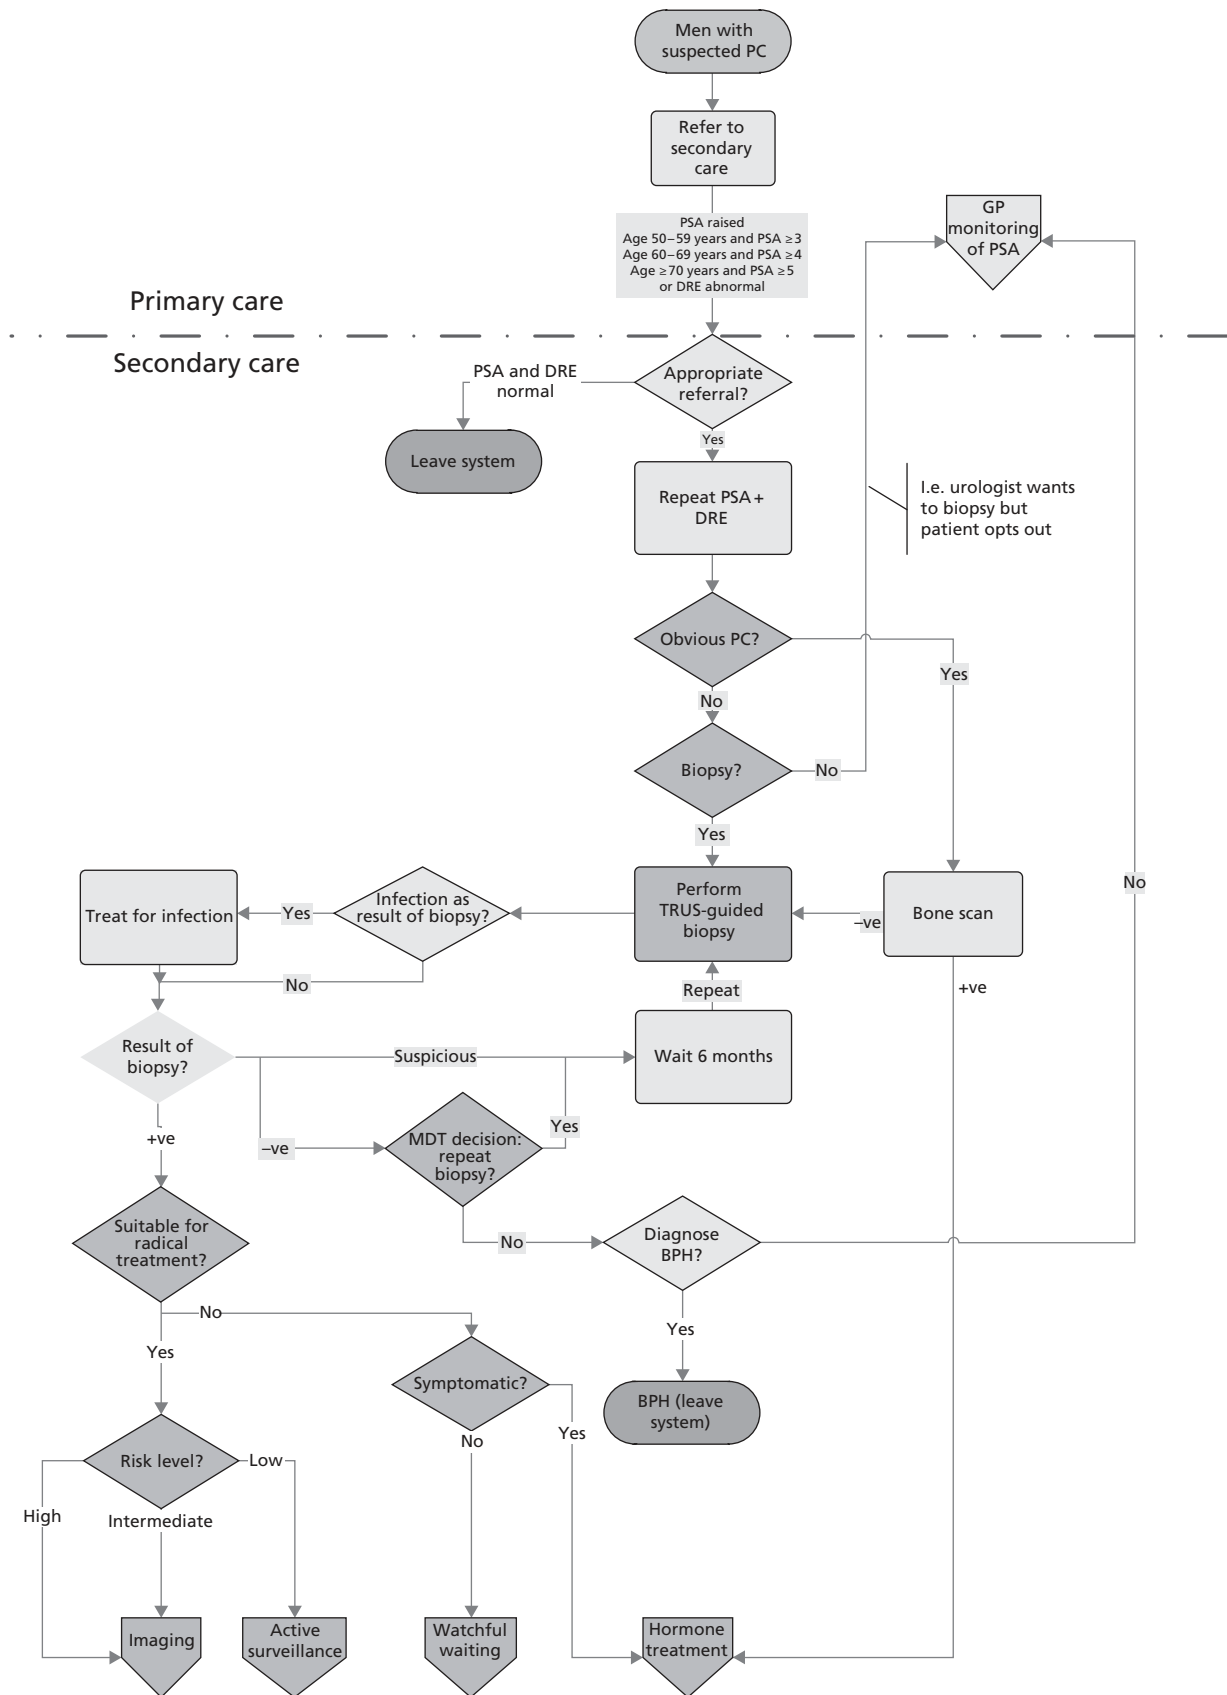 Men with
suspected PC
Refer to
secondary
care
PSA raised
Age 50–59 years and PSA ≥3
Age 60–69 years and PSA ≥4
Age ≥70 years and PSA ≥5
or DRE abnormal
GP
monitoring
of PSA
Primary care
Secondary care
Appropriate
referral?
PSA and DRE
normal
Leave system
Yes
Repeat PSA+
DRE
I.e. urologist wants
to biopsy but
patient opts out
Obvious PC?
Yes
No
Biopsy?
No
Yes
Treat for infection
Yes
Infection as
result of biopsy?
Perform
TRUS-guided
biopsy
–ve
Bone scan
No
No
Repeat
+ve
Result of
biopsy?
Suspicious
Wait 6 months
+ve
–ve
MDT decision:
repeat
biopsy?
Yes
Suitable for
radical
treatment?
No
Diagnose
BPH?
No
Yes
Yes
Symptomatic?
BPH (leave
system)
Yes
No
Risk level?
Low
High
Intermediate
Imaging
Active
surveillance
Watchful
waiting
Hormone
treatment